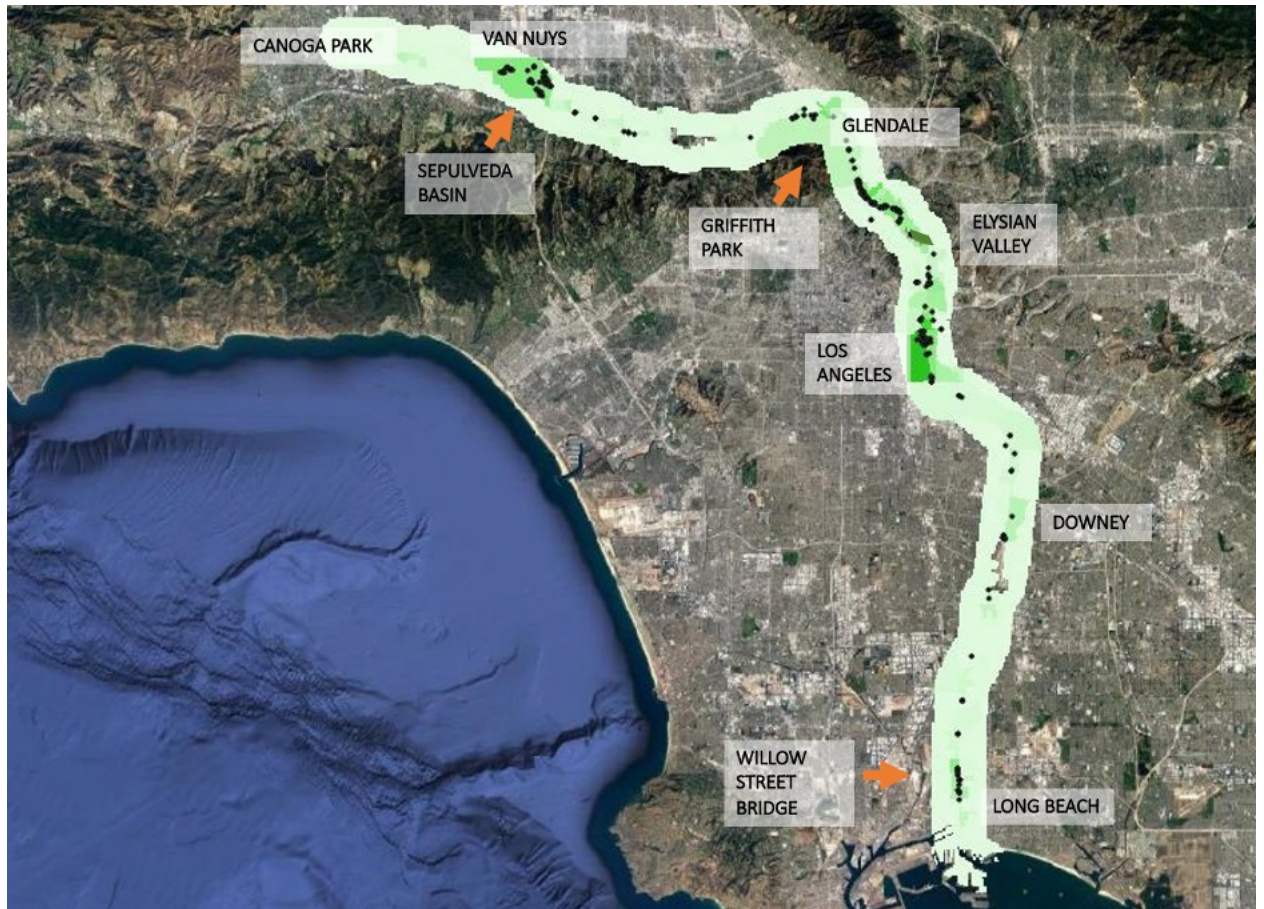 CANOGA PARK
VAN NUYS
SEPULVEDA
BASIN
GLENDALE
GRIFFITH
PARK
ELYSIAN
VALLEY
LOS
ANGELES
DOWNEY
WILLOW
STREET
BRIDGE
LONG BEACH